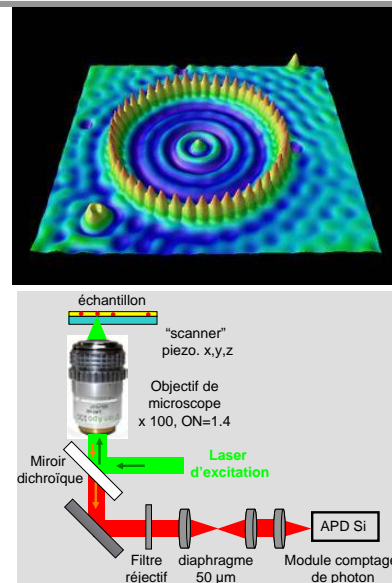 échantillon
“scanner”
piezo. x,y,z
Objectif de
microscope
x 100, ON=1.4
Miroir
dichroïque
Laser
d’excitation
APD Si
Filtre
réjectif
diaphragme
50 µm
Module comptage
de photon